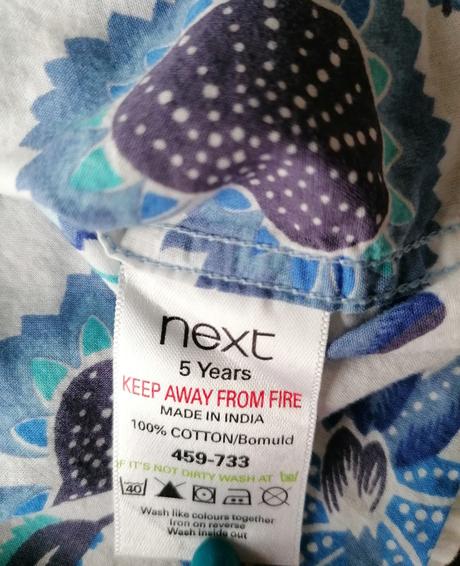 next
5 Years
KEEP AWAY FROM FIRE
MADE IN INDIA
100% COTTON/Bomuld
459-733
IF IT'S NOT DIRTY WASH AT 30°
40
Wash like colours together
Iron on reverse
Wash inside out